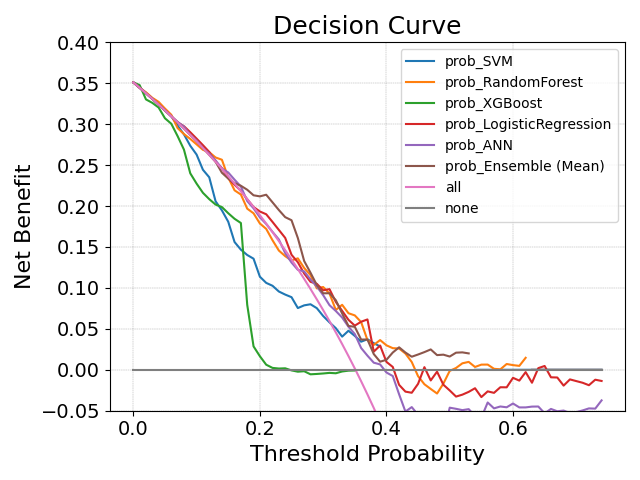 Decision Curve
0.40
0.35
0.30
0.25
0.20
0.15
0.10
0.05
0.00
−0.05
Net Benefit
prob_SVM
prob_RandomForest
prob_XGBoost
prob_LogisticRegression
prob_ANN
prob_Ensemble (Mean)
all
none
0.0 0.2 0.4 0.6
Threshold Probability